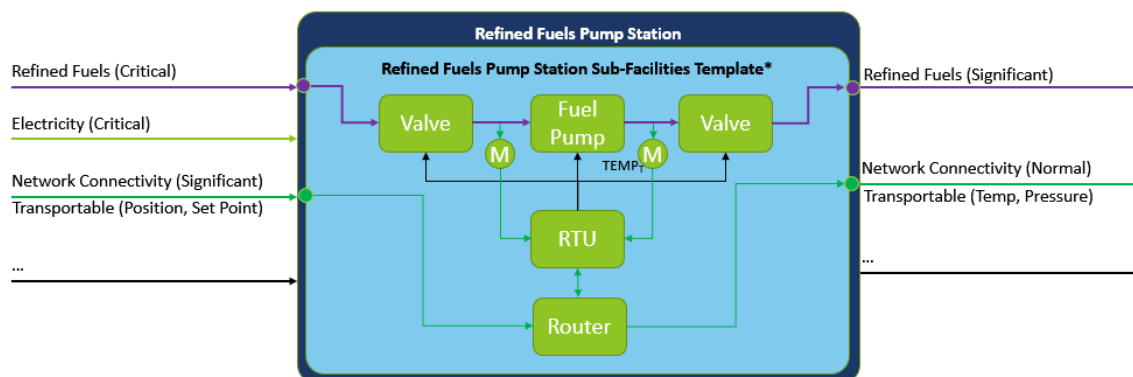 Refined Fuels Pump Station
Refined Fuels Pump Station Sub-Facilities Template*
Refined Fuels (Critical)
Electricity (Critical)
Network Connectivity (Significant)
Transportable (Position, Set Point)
...
Valve
Fuel
Pump
Valve
M
TEMPT
M
RTU
Router
Refined Fuels (Significant)
Network Connectivity (Normal)
Transportable (Temp, Pressure)
...